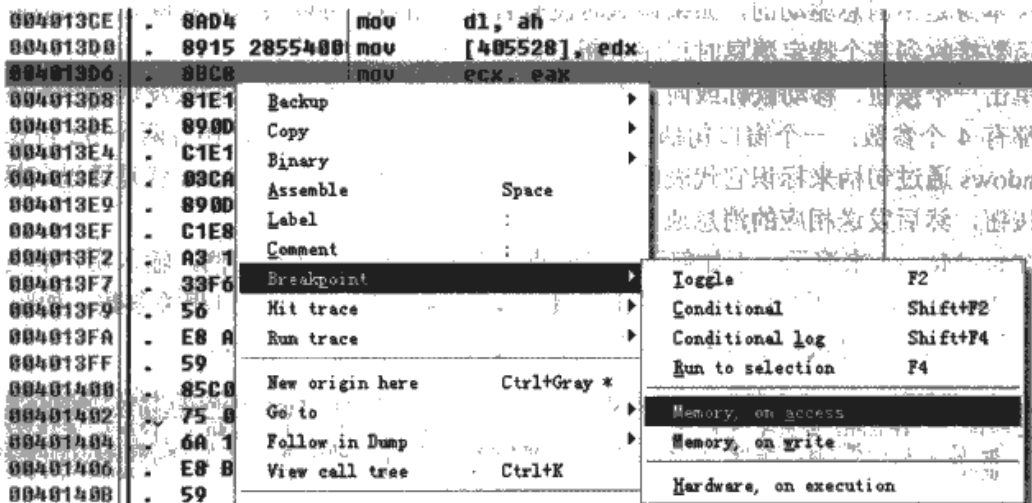 004013CE . 8AD4 mov dl, ah
004013D0 . 8915 28554000 mov [405528], edx
004013D6 . 8BC8 mov ecx, eax
004013D8 . 81E1
004013DE . 890D
004013E4 . C1E1
004013E7 . 03CA
004013E9 . 890D
004013EF . C1E8
004013F2 . A3 1
004013F7 . 33F6
004013F9 . 56
004013FA . E8 A
004013FF . 59
00401400 . 85C0
00401402 . 75 0
00401404 . 6A 1
00401406 . E8 B
0040140B . 59
Backup
Copy
Binary
Assemble Space
Label :
Comment ;
Breakpoint
Hit trace
Run trace
New origin here Ctrl+Gray *
Go to
Follow in Dump
View call tree Ctrl+K
Toggle F2
Conditional Shift+F2
Conditional log Shift+F4
Run to selection F4
Memory, on access
Memory, on write
Hardware, on execution